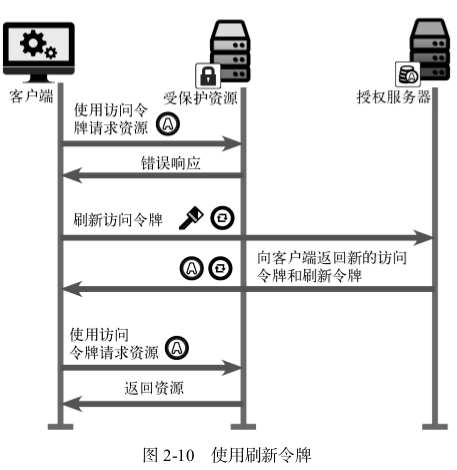 客户端
受保护资源
授权服务器
使用访问令
牌请求资源 A
错误响应
刷新访问令牌
A
向客户端返回新的访问
令牌和刷新令牌
使用访问
令牌请求资源 A
返回资源
图 2-10 使用刷新令牌